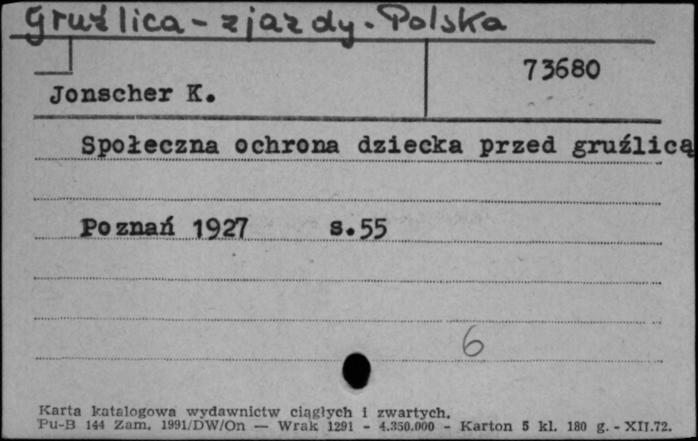 Gruźlica - zjazdy - Polska
73680
Jonscher K.
Społeczna ochrona dziecka przed gruźlicą
Poznań 1927 s.55
6
Karta katalogowa wydawnictw ciągłych i zwartych.
Pu-B 144 Zam. 1991/DW/On — Wrak 1291 - 4.350.000 - Karton 5 kl. 180 g. - XII.72.